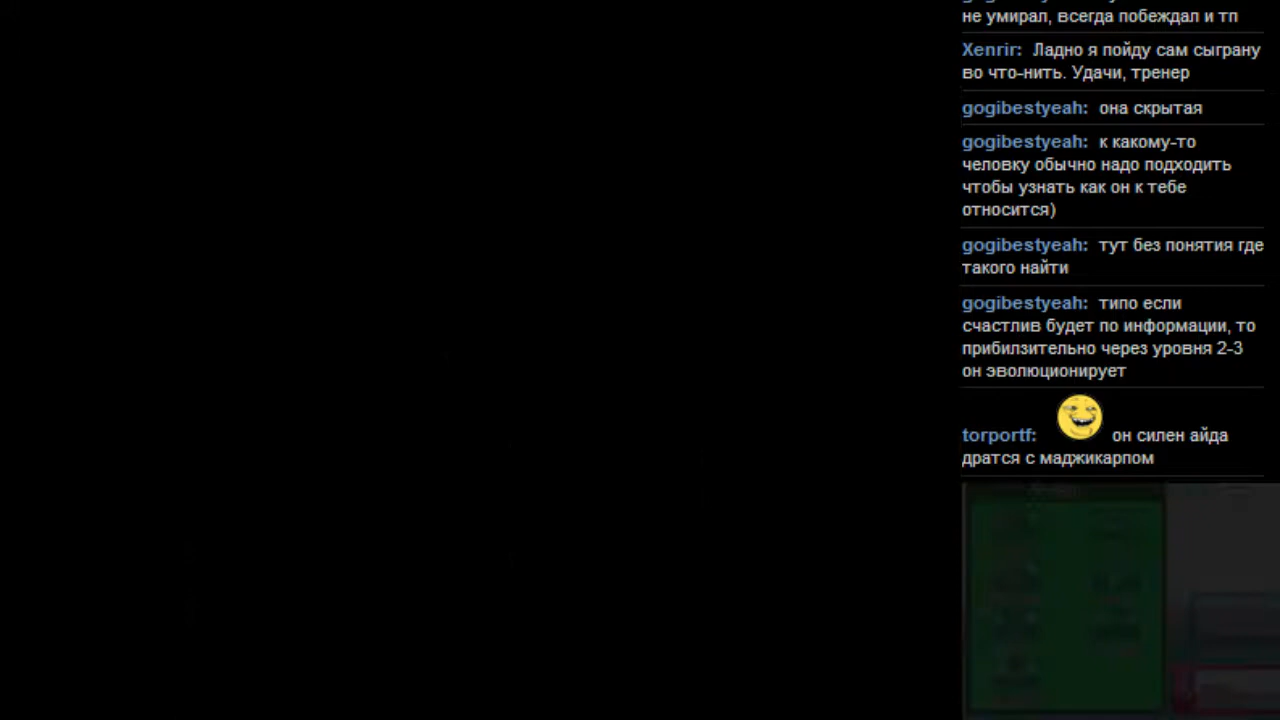 не умирал, всегда побеждал и тп
Xenrir: Ладно я пойду сам сыграну
во что-нить. Удачи, тренер
gogibestyeah: она скрытая
gogibestyeah: к какому-то
человку обычно надо подходить
чтобы узнать как он к тебе
относится)
gogibestyeah: тут без понятия где
такого найти
gogibestyeah: типо если
счастлив будет по информации, то
прибилзительно через уровня 2-3
он эволюционирует
torportf: он силен айда
дратся с маджикарпом